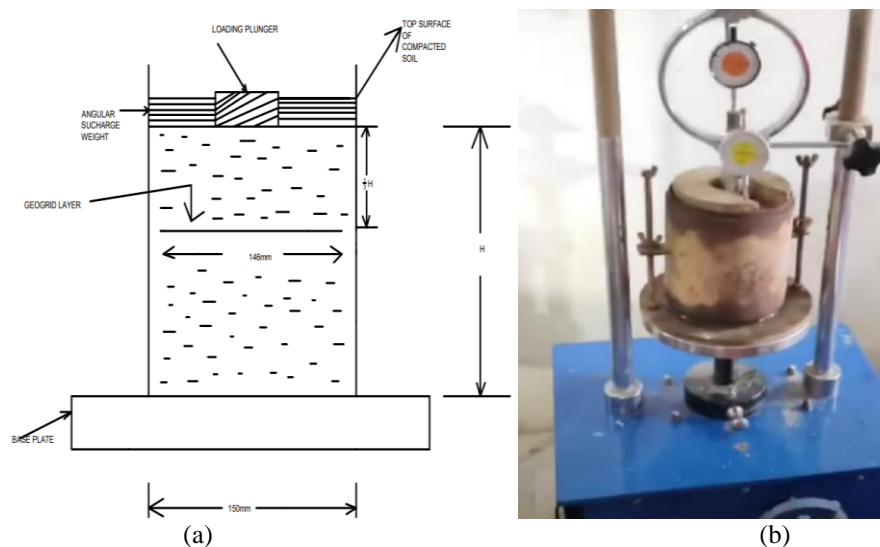 LOADING PLUNGER
TOP SURFACE
OF
COMPACTED
SOIL
ANGULAR
SUCHARGE
WEIGHT
H
GEOGRID LAYER
146mm
H
BASE PLATE
150mm
(a)
(b)